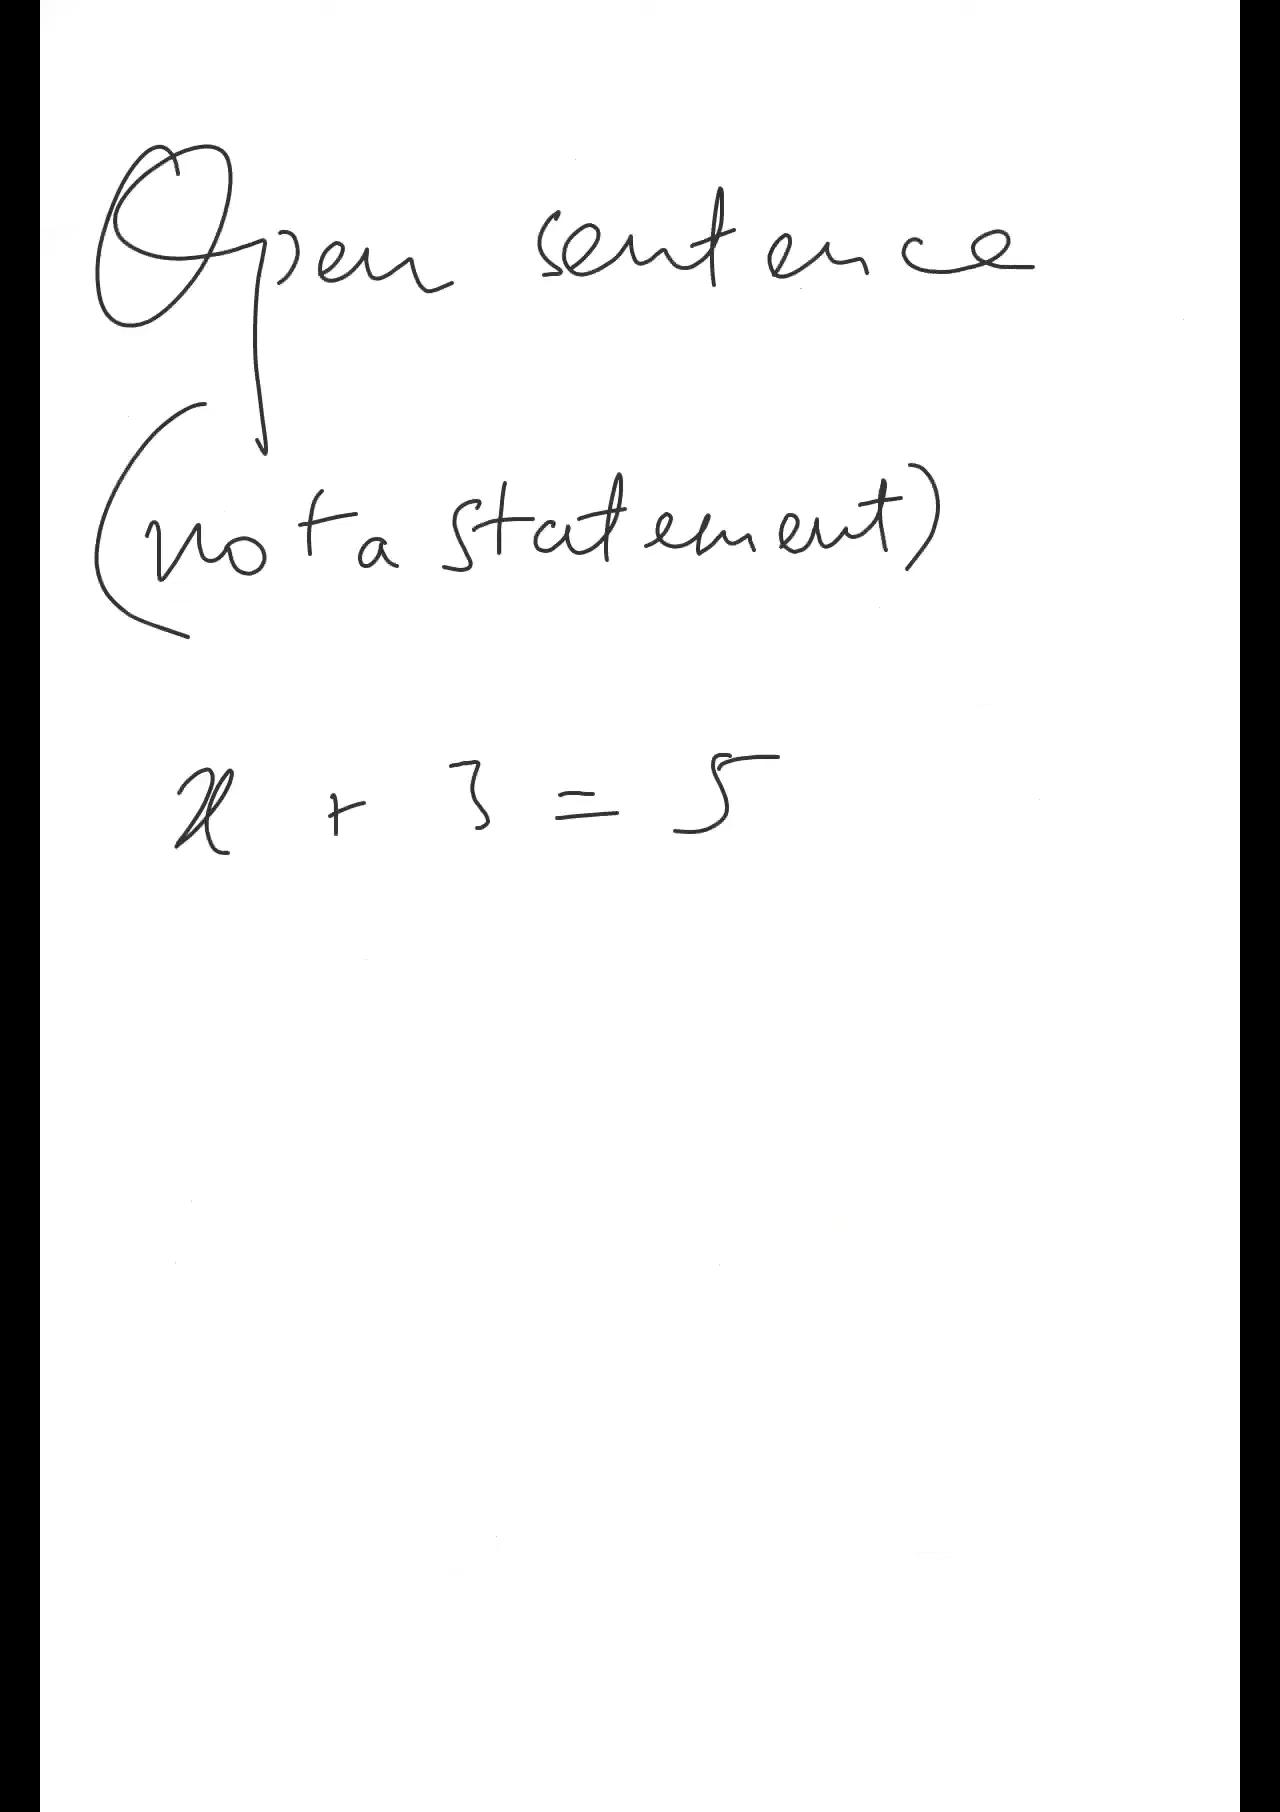 Open sentence
(not a statement)
x + 3 = 5